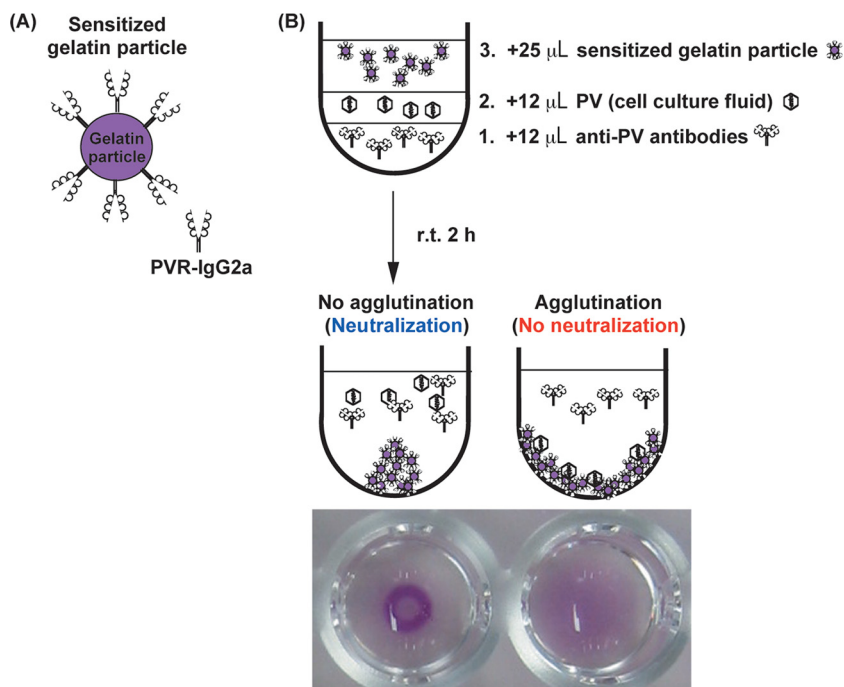 (A)
Sensitized
gelatin particle
Gelatin
particle
PVR-IgG2a
(B)
3. +25 μL sensitized gelatin particle
2. +12 μL PV (cell culture fluid)
1. +12 μL anti-PV antibodies
r.t. 2 h
No agglutination
(Neutralization)
Agglutination
(No neutralization)